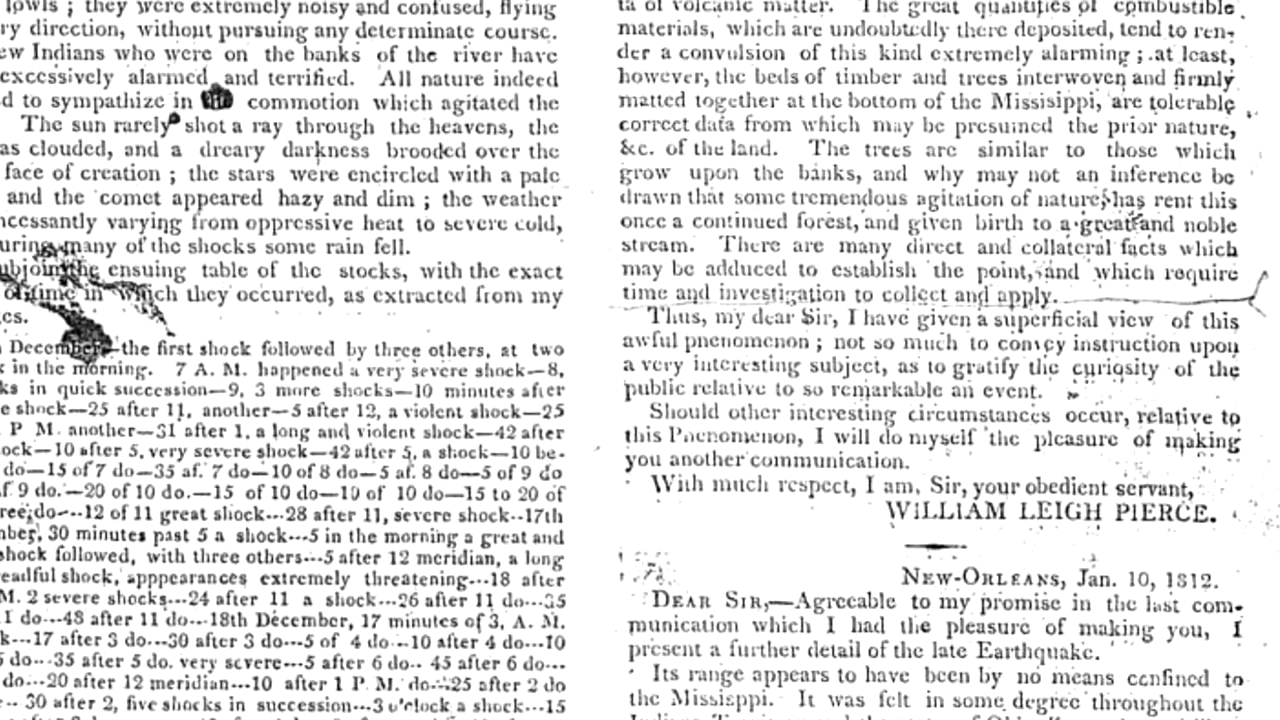 fowls ; they were extremely noisy and confused, flying
ry direction, without pursuing any determinate course.
ew Indians who were on the banks of the river have
excessively alarmed and terrified. All nature indeed
d to sympathize in commotion which agitated the
The sun rarely shot a ray through the heavens, the
as clouded, and a dreary darkness brooded over the
face of creation ; the stars were encircled with a pale
and the comet appeared hazy and dim ; the weather
ncessantly varying from oppressive heat to severe cold,
uring many of the shocks some rain fell.
ubjoin the ensuing table of the stocks, with the exact
of time in which they occurred, as extracted from my
es.
December—the first shock followed by three others, at two
k in the morning. 7 A. M. happened a very severe shock—8,
ks in quick succession—9, 3 more shocks—10 minutes after
e shock—25 after 11, another—5 after 12, a violent shock—25
P M. another—31 after 1, a long and violent shock—42 after
ock—10 after 5, very severe shock—42 after 5, a shock—10 be-
do—15 of 7 do—35 af. 7 do—10 of 8 do—5 af. 8 do—5 of 9 do
f. 9 do.—20 of 10 do.—15 of 10 do—10 of 10 do—15 to 20 of
ree do---12 of 11 great shock---28 after 11, severe shock--17th
mber, 30 minutes past 5 a shock---5 in the morning a great and
shock followed, with three others---5 after 12 meridian, a long
readful shock, apppearances extremely threatening---18 after
M. 2 severe shocks---24 after 11 a shock---26 after 11 do---35
1 do---48 after 11 do---18th December, 17 minutes of 3, A. M.
k---17 after 3 do---30 after 3 do---5 of 4 do---10 after 4 do---10
do---35 after 5 do. very severe---5 after 6 do-- 45 after 6 do---
do---20 after 12 meridian---10 after 1 P. M. do---25 after 2 do
-- 30 after 2, five shocks in succession---3 o'clock a shock---15
ta of volcanic matter. The great quantities of combustible
materials, which are undoubtedly there deposited, tend to ren-
der a convulsion of this kind extremely alarming ; at least,
however, the beds of timber and trees interwoven and firmly
matted together at the bottom of the Missisippi, are tolerable
correct data from which may be presumed the prior nature,
&c. of the land. The trees are similar to those which
grow upon the banks, and why may not an inference be
drawn that some tremendous agitation of nature has rent this
once a continued forest, and given birth to a great and noble
stream. There are many direct and collateral facts which
may be adduced to establish the point, and which require
time and investigation to collect and apply.
Thus, my dear Sir, I have given a superficial view of this
awful pnenomenon ; not so much to convey instruction upon
a very interesting subject, as to gratify the curiosity of the
public relative to so remarkable an event.
Should other interesting circumstances occur, relative to
this Phenomenon, I will do myself the pleasure of making
you another communication.
With much respect, I am, Sir, your obedient servant,
WILLIAM LEIGH PIERCE.
NEW-ORLEANS, Jan. 10, 1812.
DEAR SIR,—Agreeable to my promise in the last com-
munication which I had the pleasure of making you, I
present a further detail of the late Earthquake.
Its range appears to have been by no means confined to
the Missisppi. It was felt in some degree throughout the